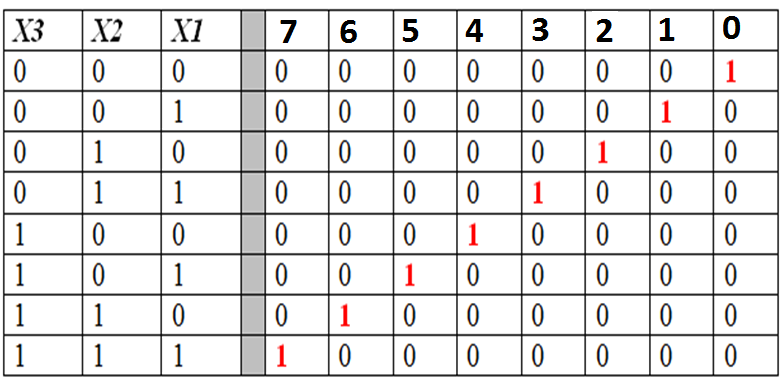 X3 X2 X1 7 6 5 4 3 2 1 0
0 0 0 0 0 0 0 0 0 0 1
0 0 1 0 0 0 0 0 0 1 0
0 1 0 0 0 0 0 0 1 0 0
0 1 1 0 0 0 0 1 0 0 0
1 0 0 0 0 0 1 0 0 0 0
1 0 1 0 0 1 0 0 0 0 0
1 1 0 0 1 0 0 0 0 0 0
1 1 1 1 0 0 0 0 0 0 0